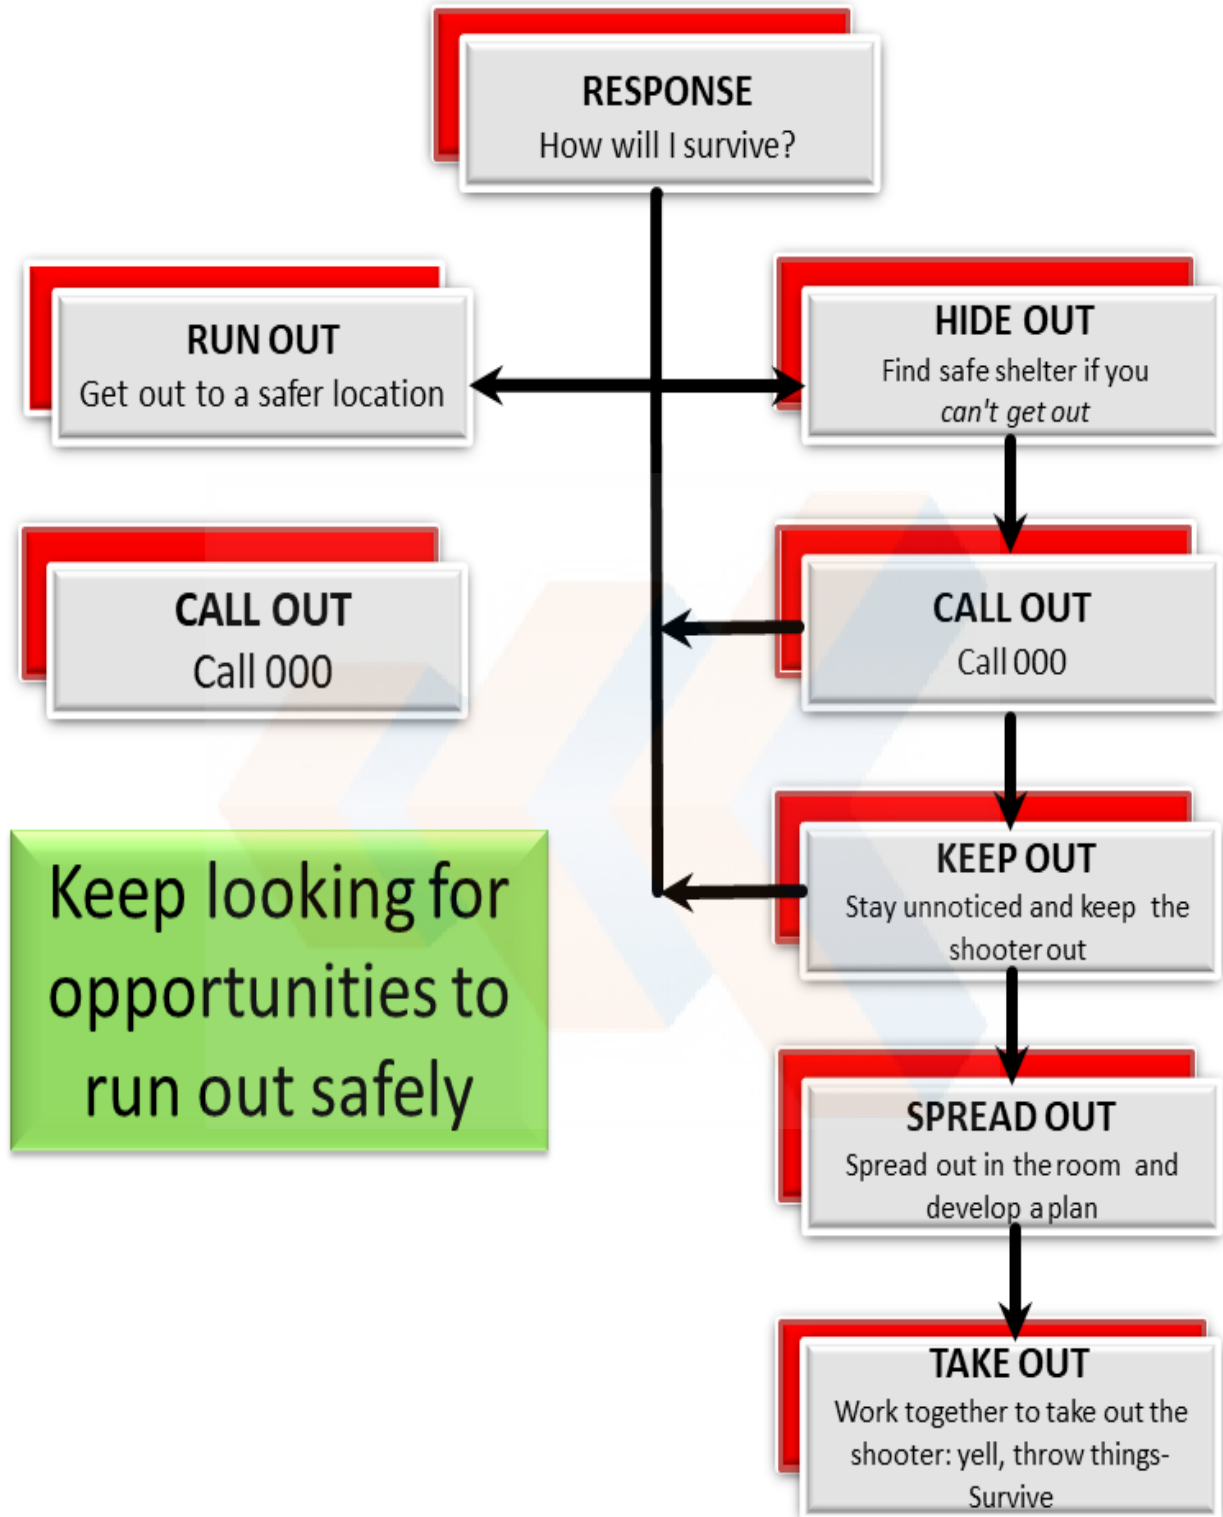 RESPONSE
How will I survive?
RUN OUT
Get out to a safer location
HIDE OUT
Find safe shelter if you
can't get out
CALL OUT
Call 000
CALL OUT
Call 000
Keep looking for
opportunities to
run out safely
KEEP OUT
Stay unnoticed and keep the
shooter out
SPREAD OUT
Spread out in the room and
develop a plan
TAKE OUT
Work together to take out the
shooter: yell, throw things-
Survive